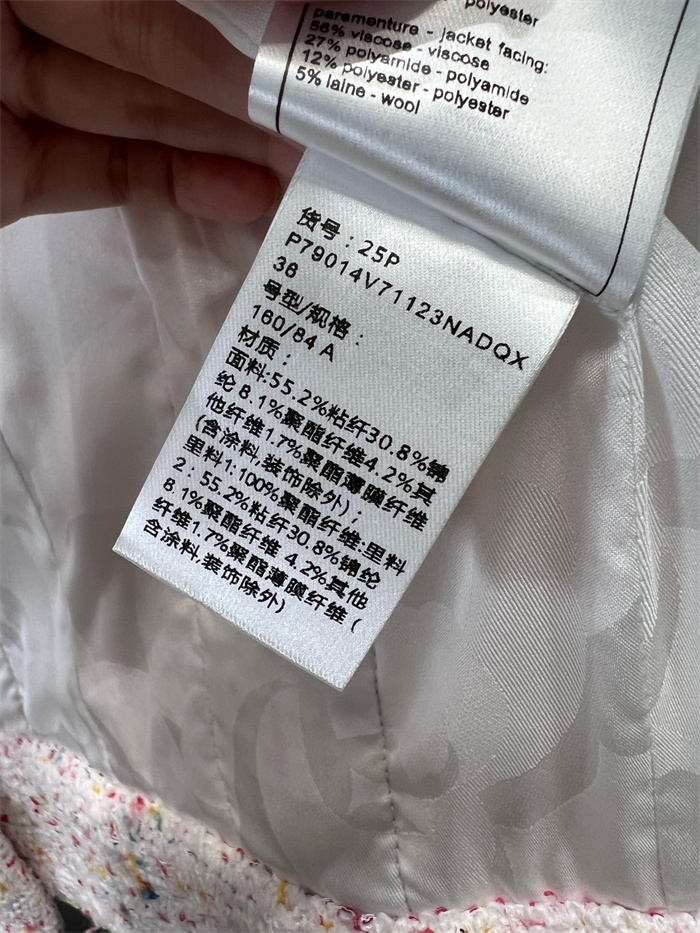 polyester
parementure - jacket facing:
56% viscose - viscose
27% polyamide - polyamide
12% polyester - polyester
5% laine - wool
货号：25P
P79014V71123NADQX
36
号型/规格：
160/84 A
材质：
面料:55.2%粘纤30.8%锦
纶 8.1%聚酯纤维4.2%其
他纤维1.7%聚酯薄膜纤维
(含涂料,装饰除外)；
里料1:100%聚酯纤维:里料
2：55.2%粘纤30.8%锦纶
8.1%聚酯纤维 4.2%其他
纤维1.7%聚酯薄膜纤维 (
含涂料,装饰除外)